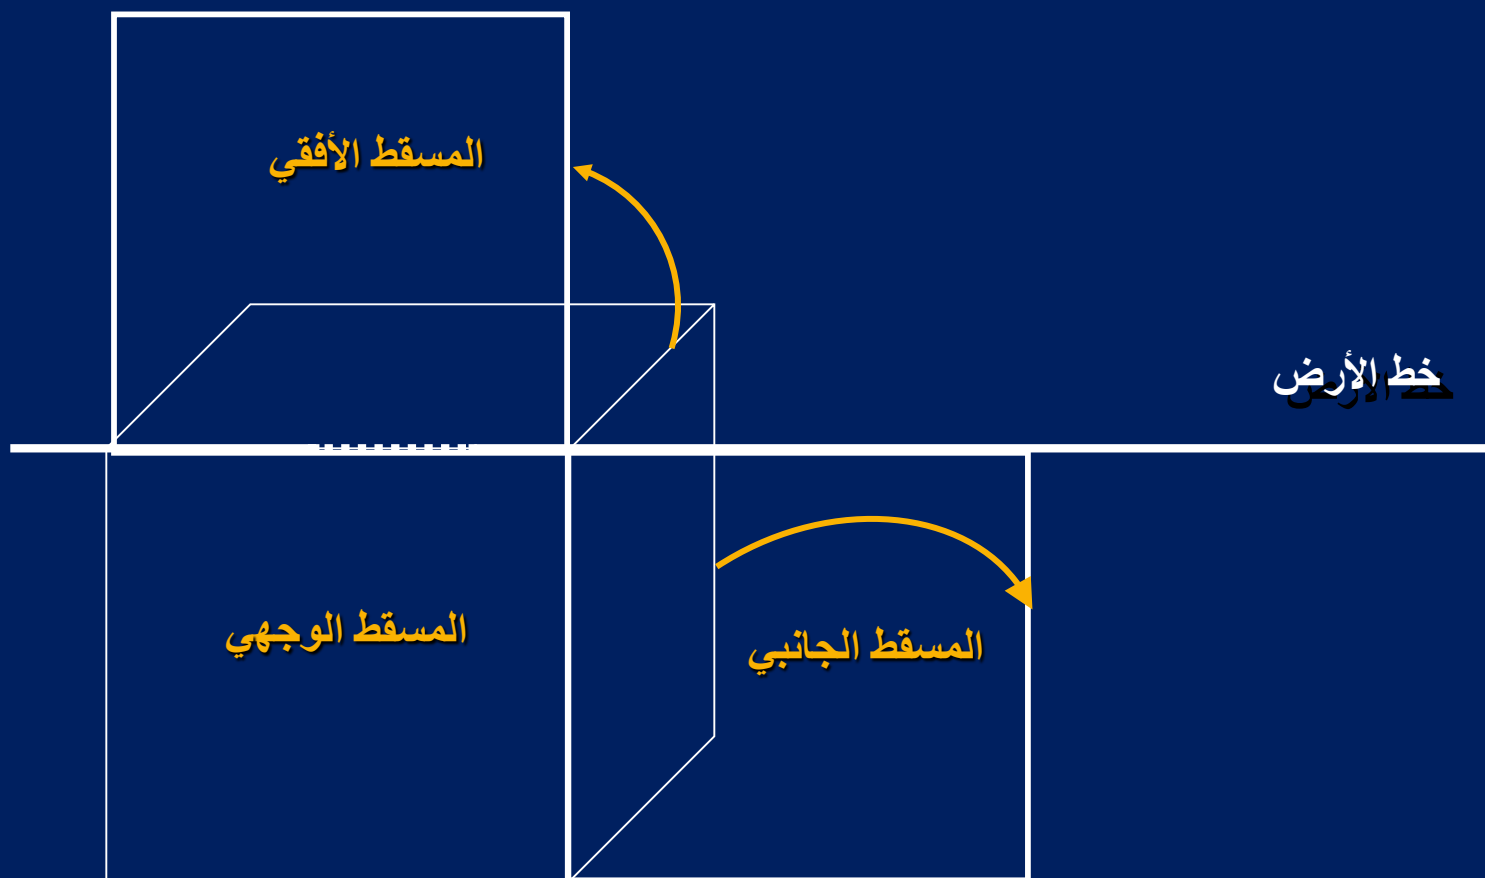 المسقط الأفقي
خط الأرض
المسقط الوجهي
المسقط الجانبي